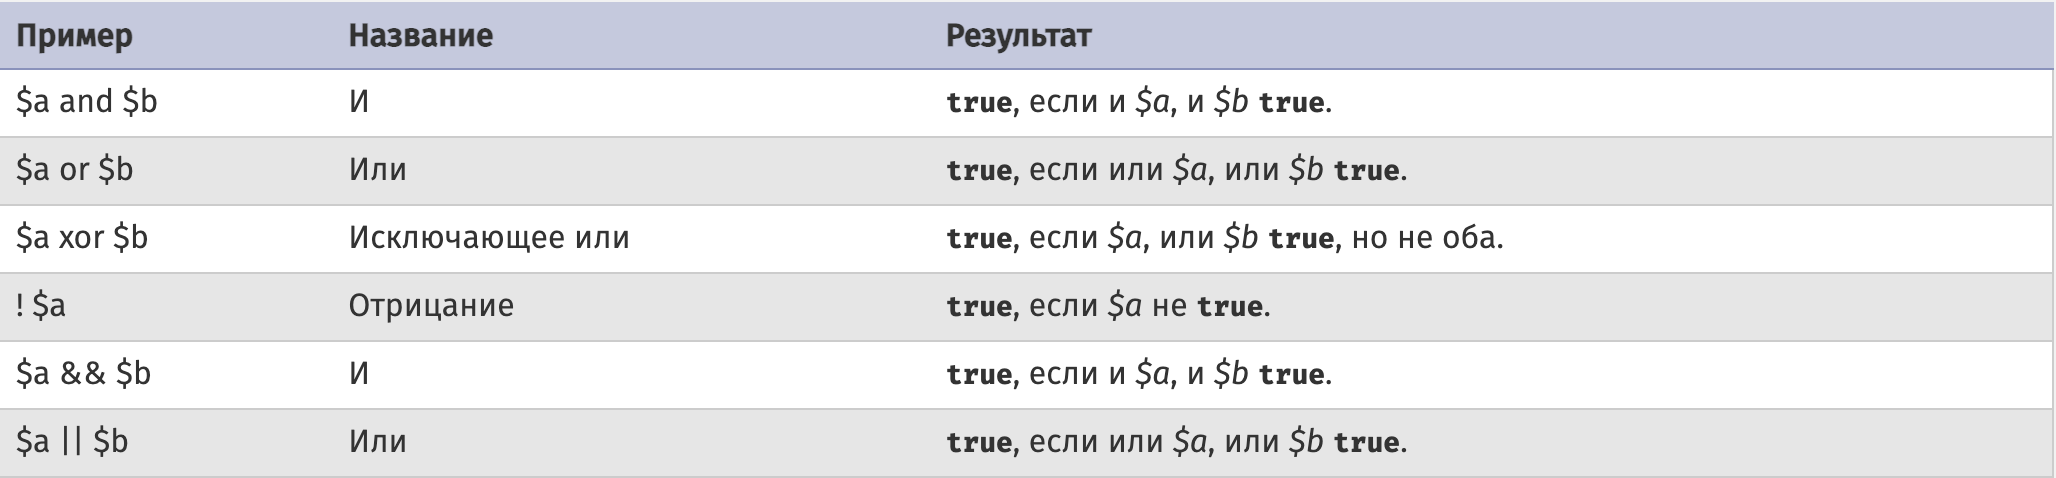 Пример Название Результат
$a and $b И true, если и $a, и $b true.
$a or $b Или true, если или $a, или $b true.
$a xor $b Исключающее или true, если $a, или $b true, но не оба.
! $a Отрицание true, если $a не true.
$a && $b И true, если и $a, и $b true.
$a || $b Или true, если или $a, или $b true.